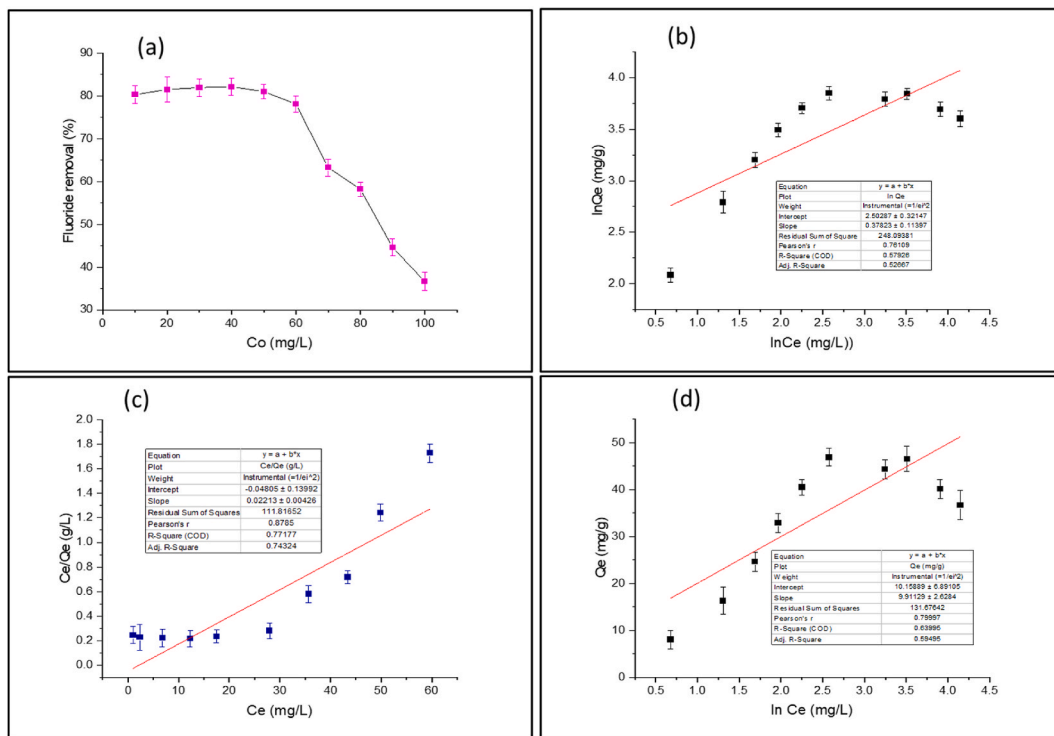 (a)
90
80
70
60
50
40
30
Fluoride removal (%)
0 20 40 60 80 100
Co (mg/L)
(b)
4.0
3.5
3.0
2.5
2.0
lnQe (mg/g)
0.5 1.0 1.5 2.0 2.5 3.0 3.5 4.0 4.5
lnCe (mg/L))
Equation y = a + b*x
Plot ln Qe
Weight Instrumental (=1/ei^2
Intercept 2.50287 ± 0.32147
Slope 0.37823 ± 0.11397
Residual Sum of Square 248.09381
Pearson's r 0.76109
R-Square (COD) 0.57926
Adj. R-Square 0.52667
(c)
2.0
1.8
1.6
1.4
1.2
1.0
0.8
0.6
0.4
0.2
0.0
Ce/Qe (g/L)
0 10 20 30 40 50 60
Ce (mg/L)
Equation y = a + b*x
Plot Ce/Qe (g/L)
Weight Instrumental (=1/ei^2)
Intercept -0.04805 ± 0.13992
Slope 0.02213 ± 0.00426
Residual Sum of Squares 111.81652
Pearson's r 0.8785
R-Square (COD) 0.77177
Adj. R-Square 0.74324
(d)
50
40
30
20
10
0
Qe (mg/g)
0.5 1.0 1.5 2.0 2.5 3.0 3.5 4.0 4.5
ln Ce (mg/L)
Equation y = a + b*x
Plot Qe (mg/g)
Weight Instrumental (=1/ei^2)
Intercept 10.15889 ± 6.89105
Slope 9.91129 ± 2.6284
Residual Sum of Squares 131.67642
Pearson's r 0.79997
R-Square (COD) 0.63995
Adj. R-Square 0.59495